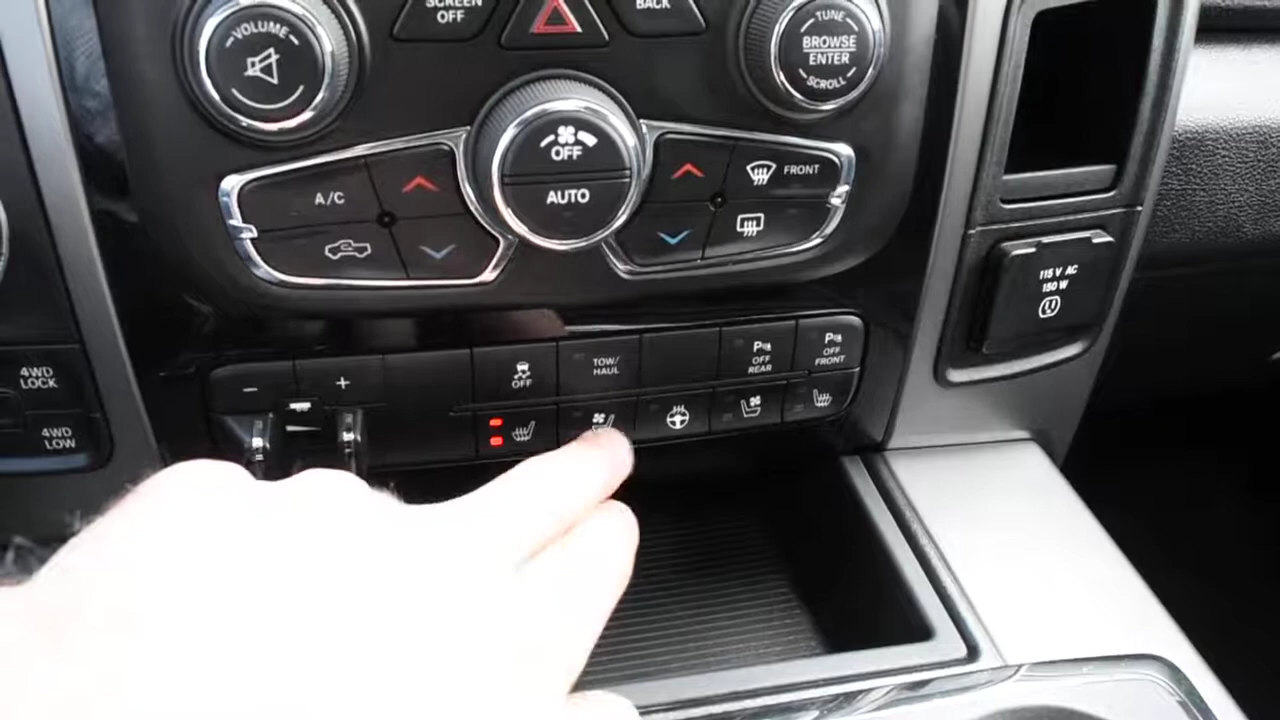 SCREEN
OFF
BACK
VOLUME
TUNE
BROWSE
ENTER
SCROLL
OFF
AUTO
A/C
FRONT
115 V AC
150 W
4WD
LOCK
4WD
LOW
− +
OFF
TOW/
HAUL
P
OFF
REAR
P
OFF
FRONT